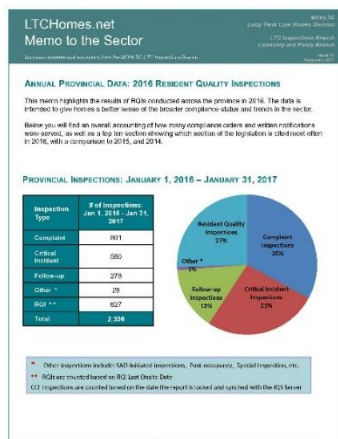 LTCHomes.net
Memo to the Sector
MOHLTC
Long-Term Care Homes Division
LTC Inspections Branch
Licensing and Policy Branch
ANNUAL PROVINCIAL DATA: 2016 RESIDENT QUALITY INSPECTIONS
This memo highlights the results of RQIs conducted across the province in 2016. The data is
intended to give homes a better sense of the broader compliance status and trends in the sector.
Below you will find an overall accounting of how many compliance orders and written notifications
were served, as well as a top ten section showing which section of the legislation is cited most often
in 2016, with a comparison to 2015, and 2014.
PROVINCIAL INSPECTIONS: JANUARY 1, 2016 – JANUARY 31, 2017
Inspection Type
# of Inspections: Jan 1, 2016 - Jan 31, 2017
Complaint
Critical Incident
Follow-up
Other *
RQI **
627
Total
2,336
Resident Quality Inspections 27%
Complaint Inspections 35%
Other * 1%
Follow-up Inspections 12%
Critical Incident Inspections
* Other inspections include: SAO Initiated Inspections, Post-occupancy, Special Inspection, etc.
** RQIs are counted based on RQI Last Onsite Date
CCF Inspections are counted based on the date the report is locked and synched with the IQS Server